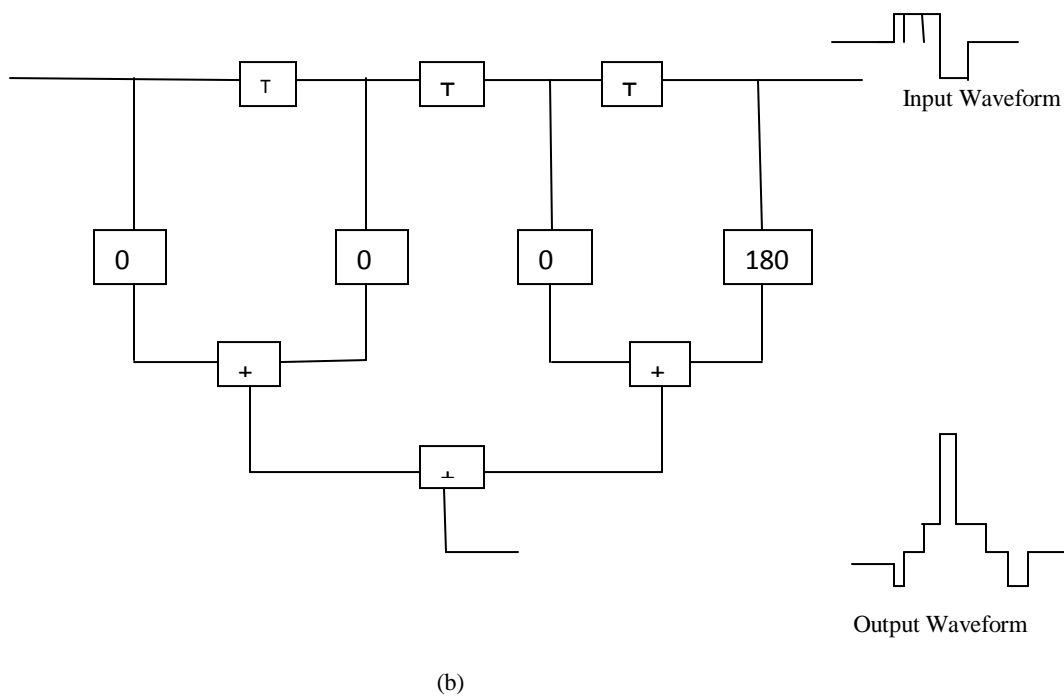 Input Waveform
T T T
0 0 0 180
+ +
+
Output Waveform
(b)